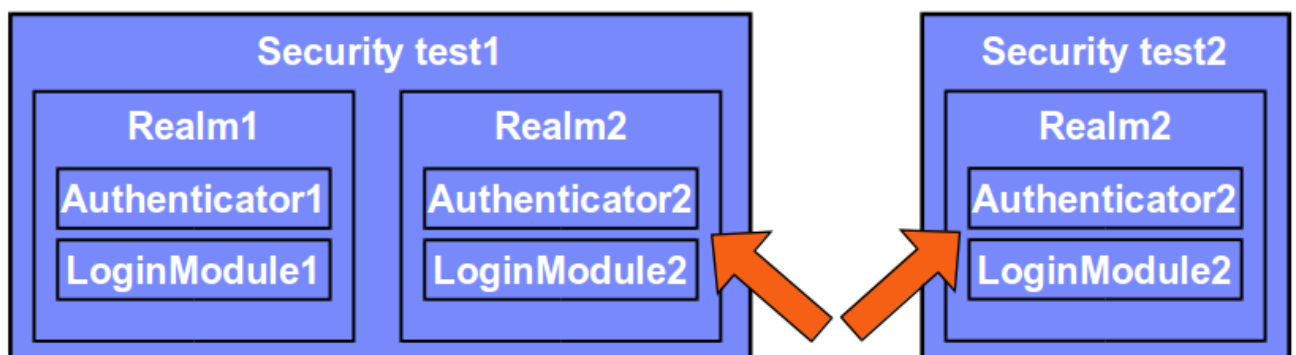 Security test1
Realm1
Authenticator1
LoginModule1
Realm2
Authenticator2
LoginModule2
Security test2
Realm2
Authenticator2
LoginModule2